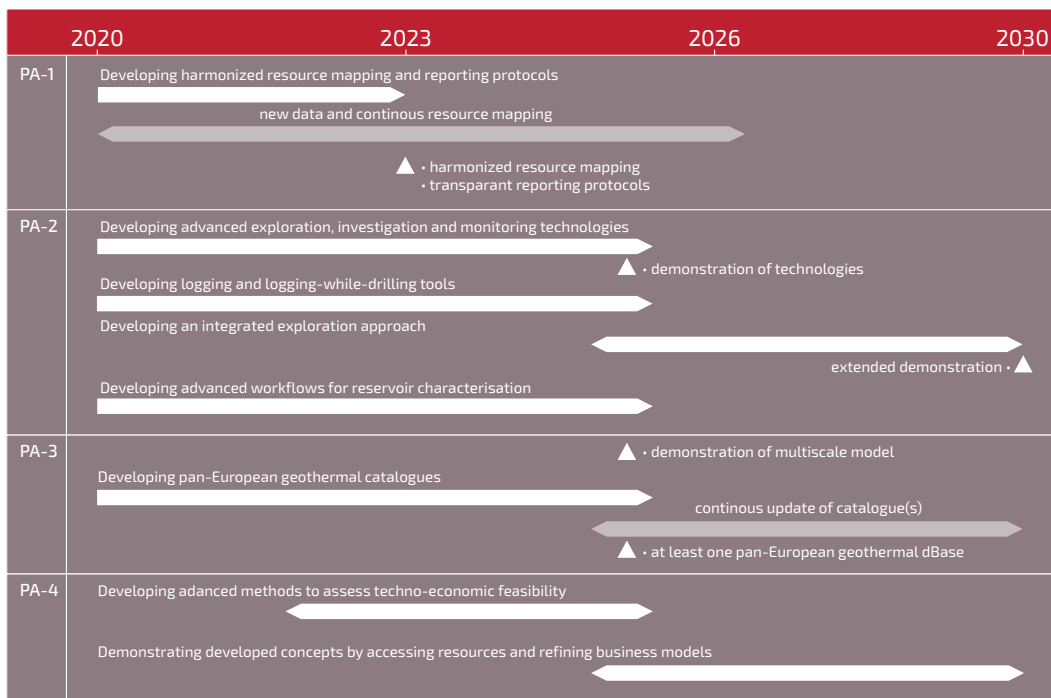 2020 2023 2026 2030
PA-1
Developing harmonized resource mapping and reporting protocols
new data and continous resource mapping
• harmonized resource mapping
• transparant reporting protocols
PA-2
Developing advanced exploration, investigation and monitoring technologies
• demonstration of technologies
Developing logging and logging-while-drilling tools
Developing an integrated exploration approach
extended demonstration •
Developing advanced workflows for reservoir characterisation
PA-3
• demonstration of multiscale model
Developing pan-European geothermal catalogues
continous update of catalogue(s)
• at least one pan-European geothermal dBase
PA-4
Developing adanced methods to assess techno-economic feasibility
Demonstrating developed concepts by accessing resources and refining business models